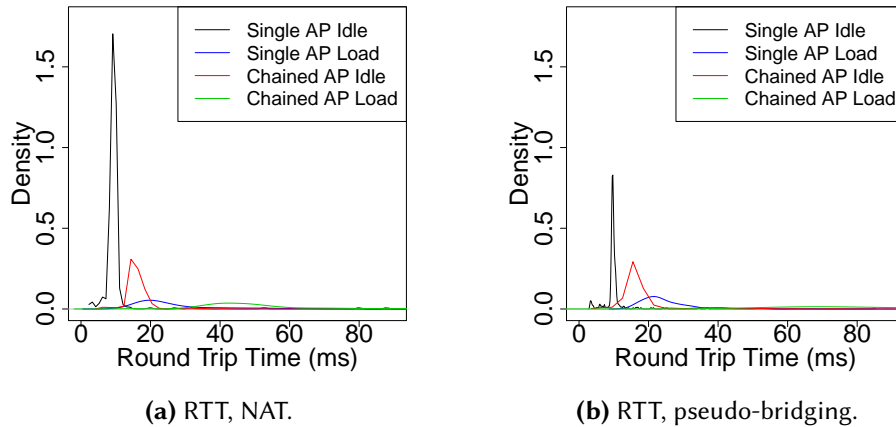 Single AP Idle
Single AP Load
Chained AP Idle
Chained AP Load
Density
0.0 0.5 1.0 1.5
0 20 40 60 80
Round Trip Time (ms)
(a) RTT, NAT.
Single AP Idle
Single AP Load
Chained AP Idle
Chained AP Load
Density
0.0 0.5 1.0 1.5
0 20 40 60 80
Round Trip Time (ms)
(b) RTT, pseudo-bridging.